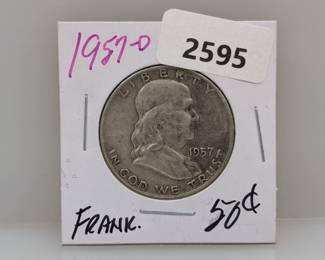 1957-D
2595
LIBERTY
1957
IN GOD WE TRUST
FRANK.
50¢